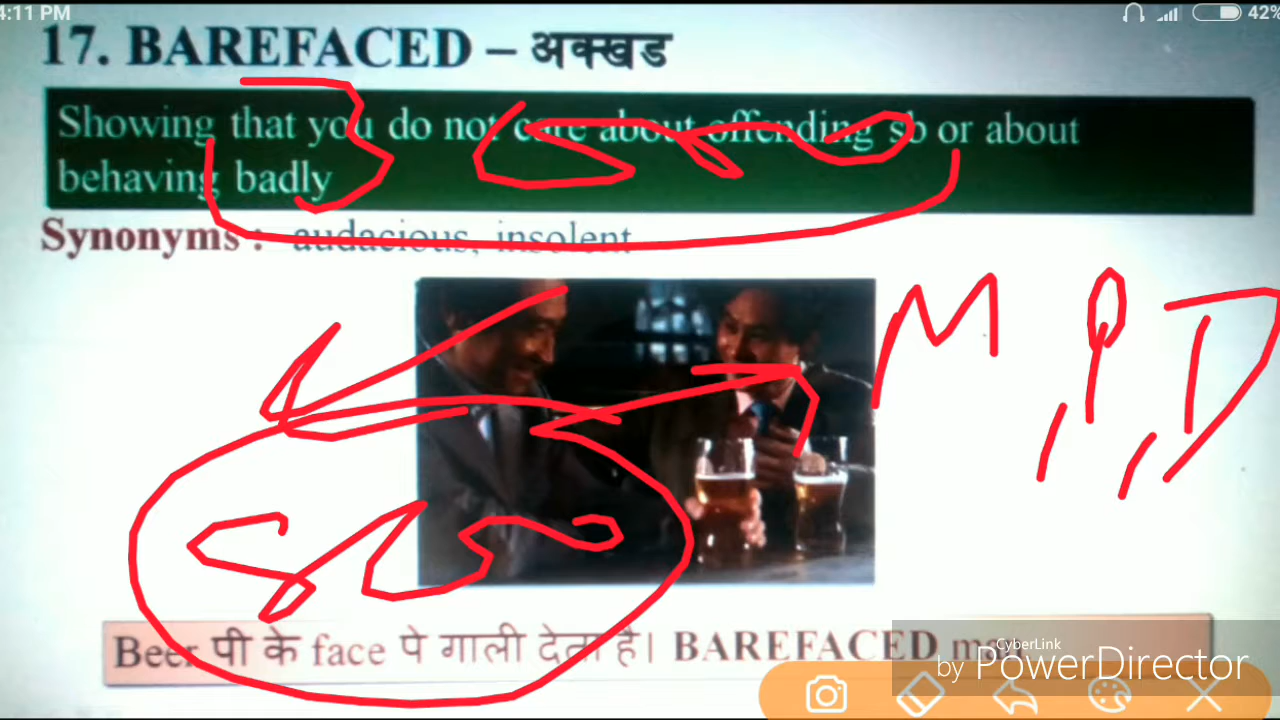 4:11 PM 42%
17. BAREFACED – अक्खड
Showing that you do not care about offending sb or about
behaving badly
Synonyms : audacious, insolent
M, P, D
Beer पी के face पे गाली देता है। BAREFACED
CyberLink
by PowerDirector